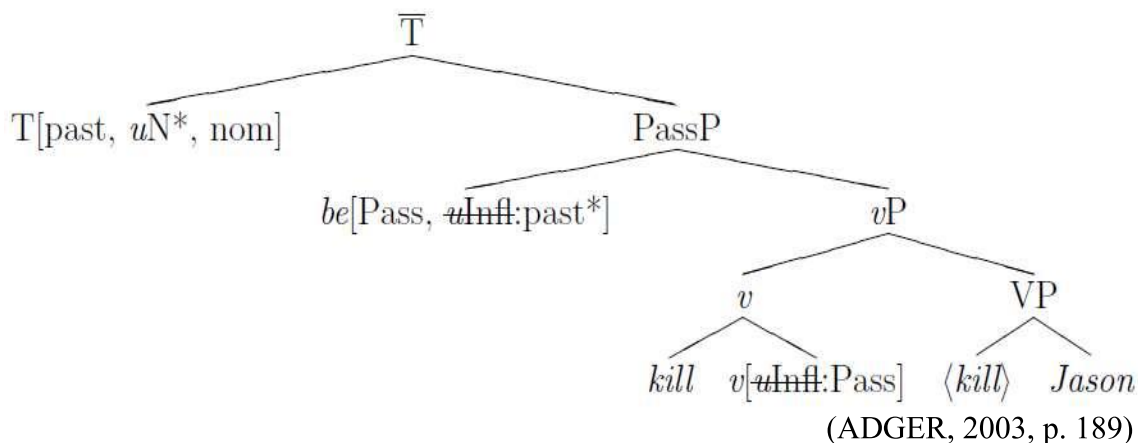 T̅
T[past, uN*, nom] PassP
be[Pass, uInfl:past*] vP
v VP
kill v[uInfl:Pass] ⟨kill⟩ Jason
(ADGER, 2003, p. 189)